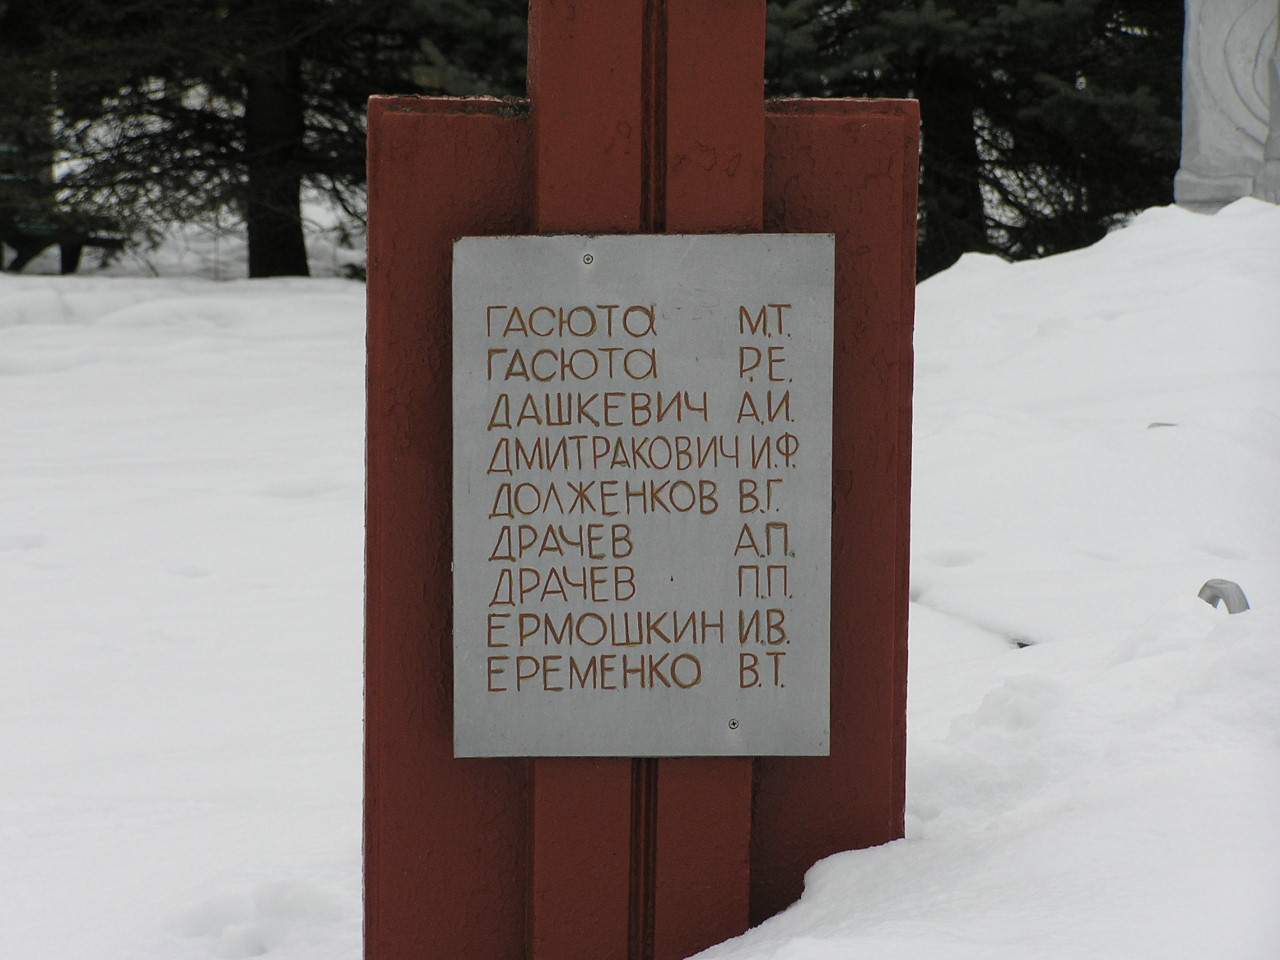 ГАСЮТА М.Т.
ГАСЮТА Р.Е.
ДАШКЕВИЧ А.И.
ДМИТРАКОВИЧ И.Ф.
ДОЛЖЕНКОВ В.Г.
ДРАЧЕВ А.П.
ДРАЧЕВ П.П.
ЕРМОШКИН И.В.
ЕРЕМЕНКО В.Т.